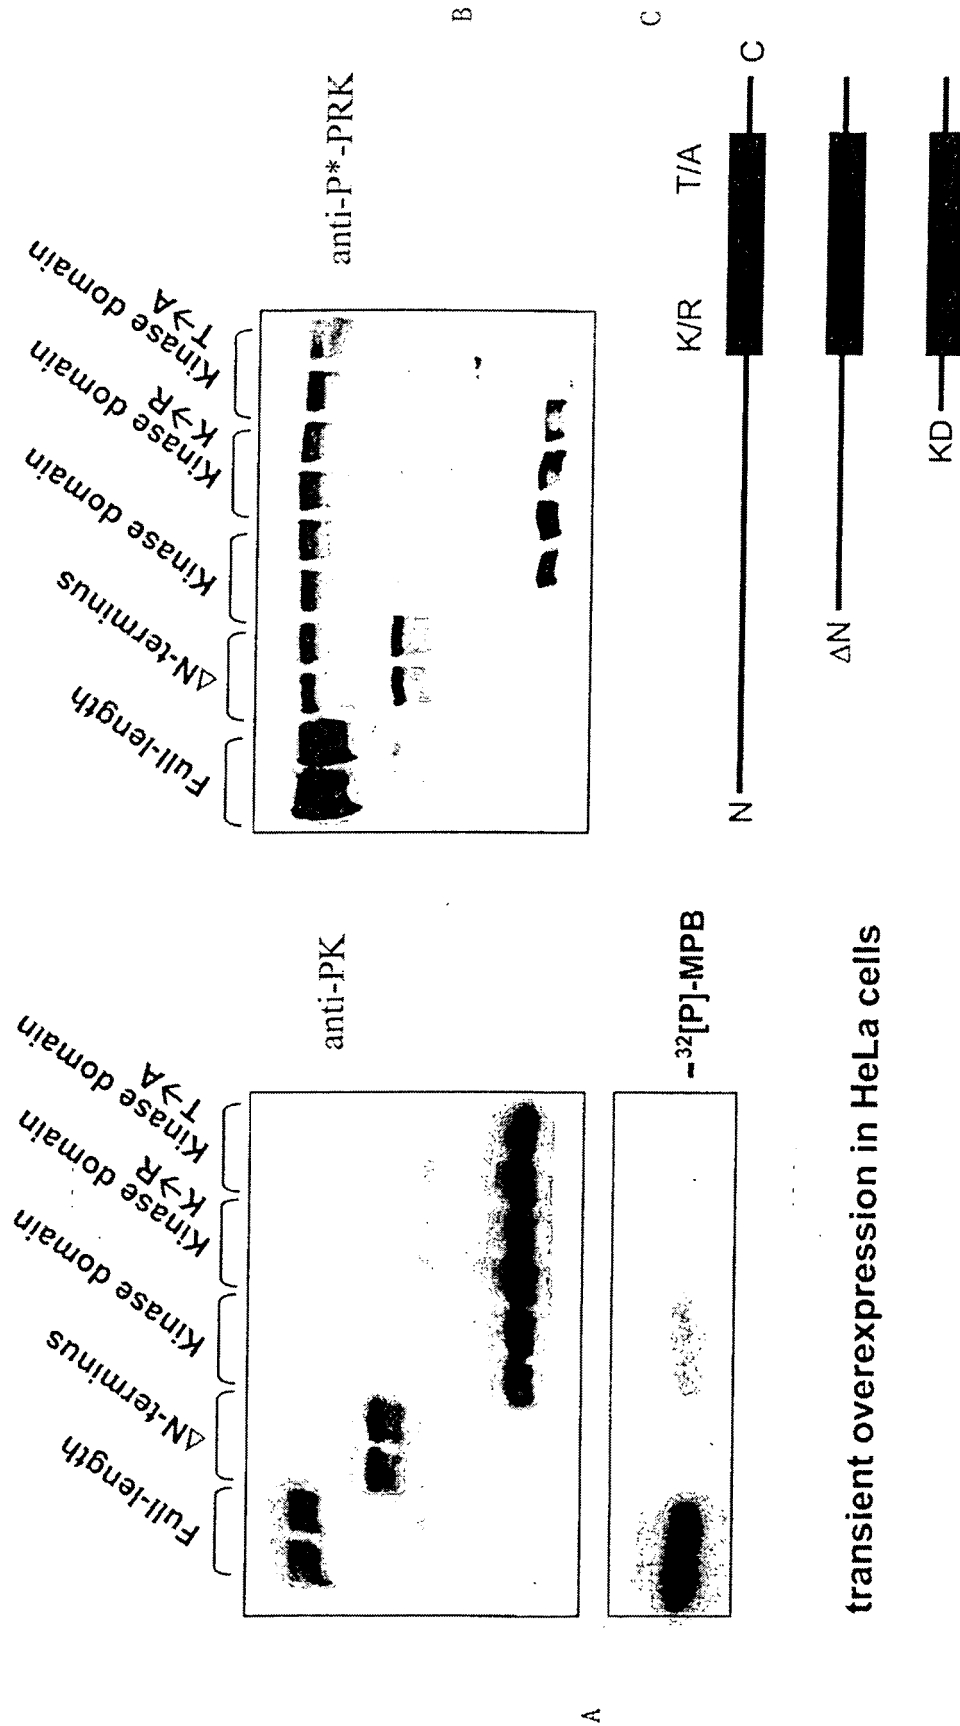 A
Full-length
ΔN-terminus
Kinase domain
Kinase domain
K→R
Kinase domain
T→A
anti-PK
–³²[P]-MPB
transient overexpression in HeLa cells
B
Full-length
ΔN-terminus
Kinase domain
Kinase domain
K→R
Kinase domain
T→A
anti-P*-PRK
C
K/R
T/A
N
C
ΔN
KD